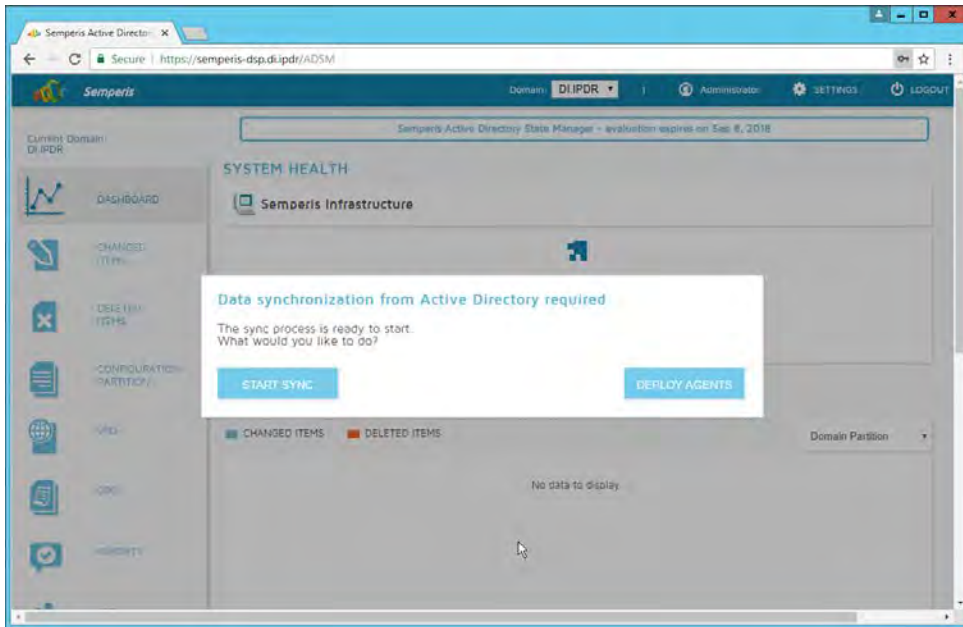 Semperis Active Director
Secure | https://semperis-dsp.di.ipdr/ADSM
Semperis
Domain: DI.IPDR
Administrator
SETTINGS
LOGOUT
Current Domain:
DI.IPDR
Semperis Active Directory State Manager - evaluation expires on Sep 8, 2018
SYSTEM HEALTH
Semperis Infrastructure
DASHBOARD
CHANGED
ITEMS
DELETED
ITEMS
CONFIGURATION
PARTITION
Data synchronization from Active Directory required
The sync process is ready to start.
What would you like to do?
START SYNC
DEPLOY AGENTS
DNS
GPO
CHANGED ITEMS
DELETED ITEMS
Domain Partition
No data to display